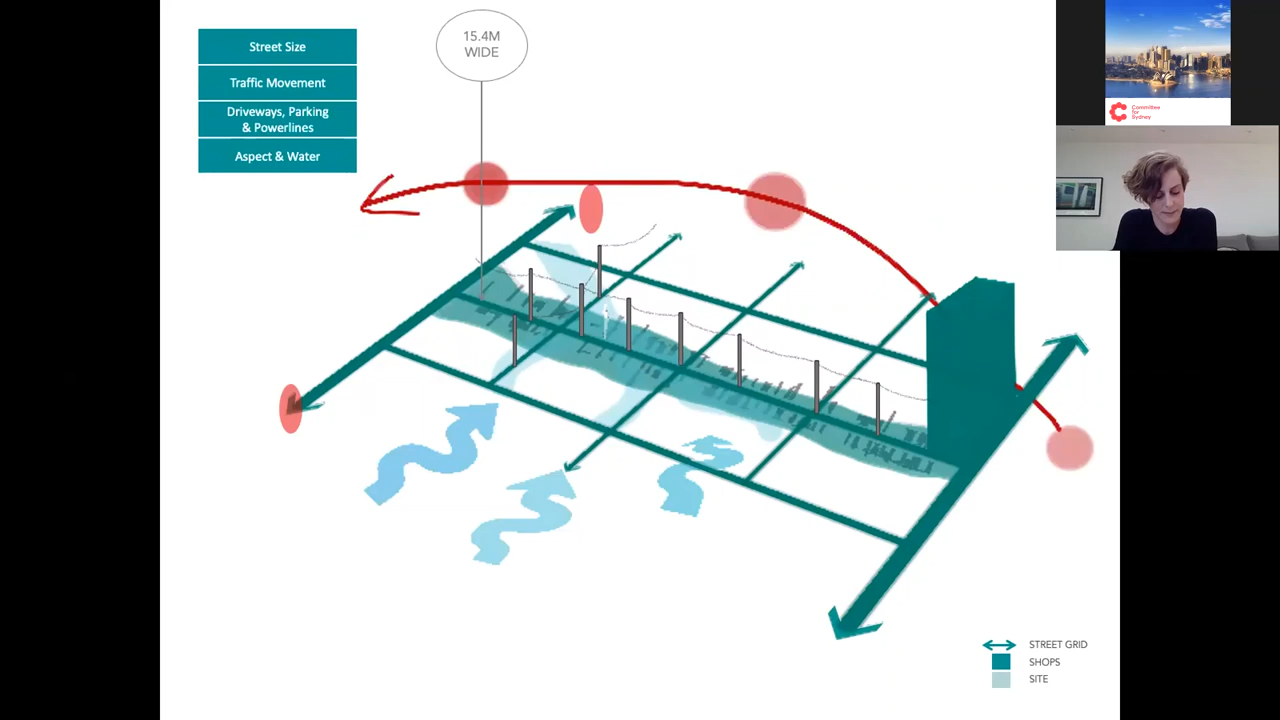 Street Size
Traffic Movement
Driveways, Parking
& Powerlines
Aspect & Water
15.4M
WIDE
Committee
for
Sydney
STREET GRID
SHOPS
SITE